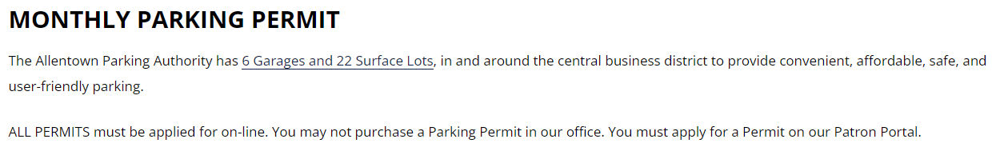 MONTHLY PARKING PERMIT
The Allentown Parking Authority has 6 Garages and 22 Surface Lots, in and around the central business district to provide convenient, affordable, safe, and
user-friendly parking.
ALL PERMITS must be applied for on-line. You may not purchase a Parking Permit in our office. You must apply for a Permit on our Patron Portal.